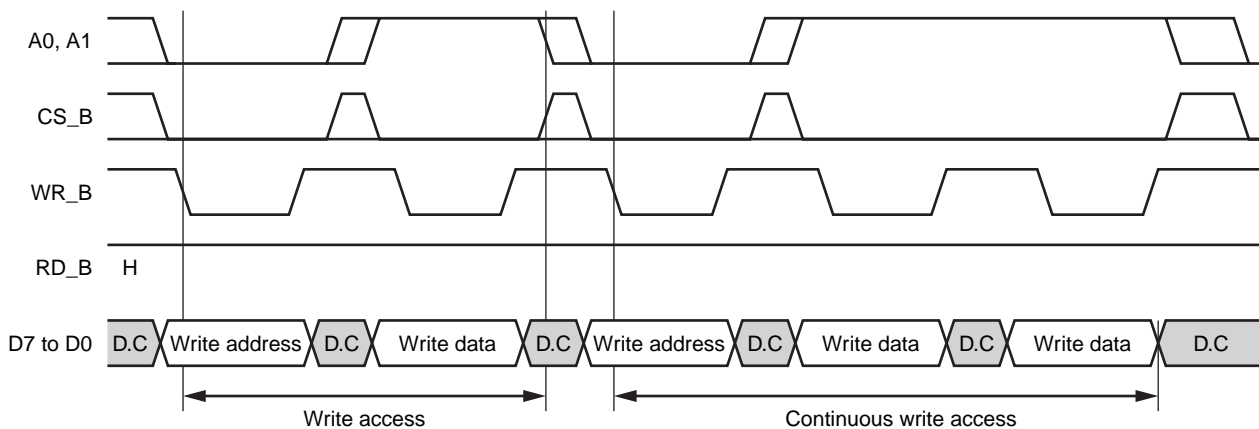 A0, A1
CS_B
WR_B
RD_B H
D7 to D0 D.C Write address D.C Write data D.C Write address D.C Write data D.C Write data D.C
Write access Continuous write access